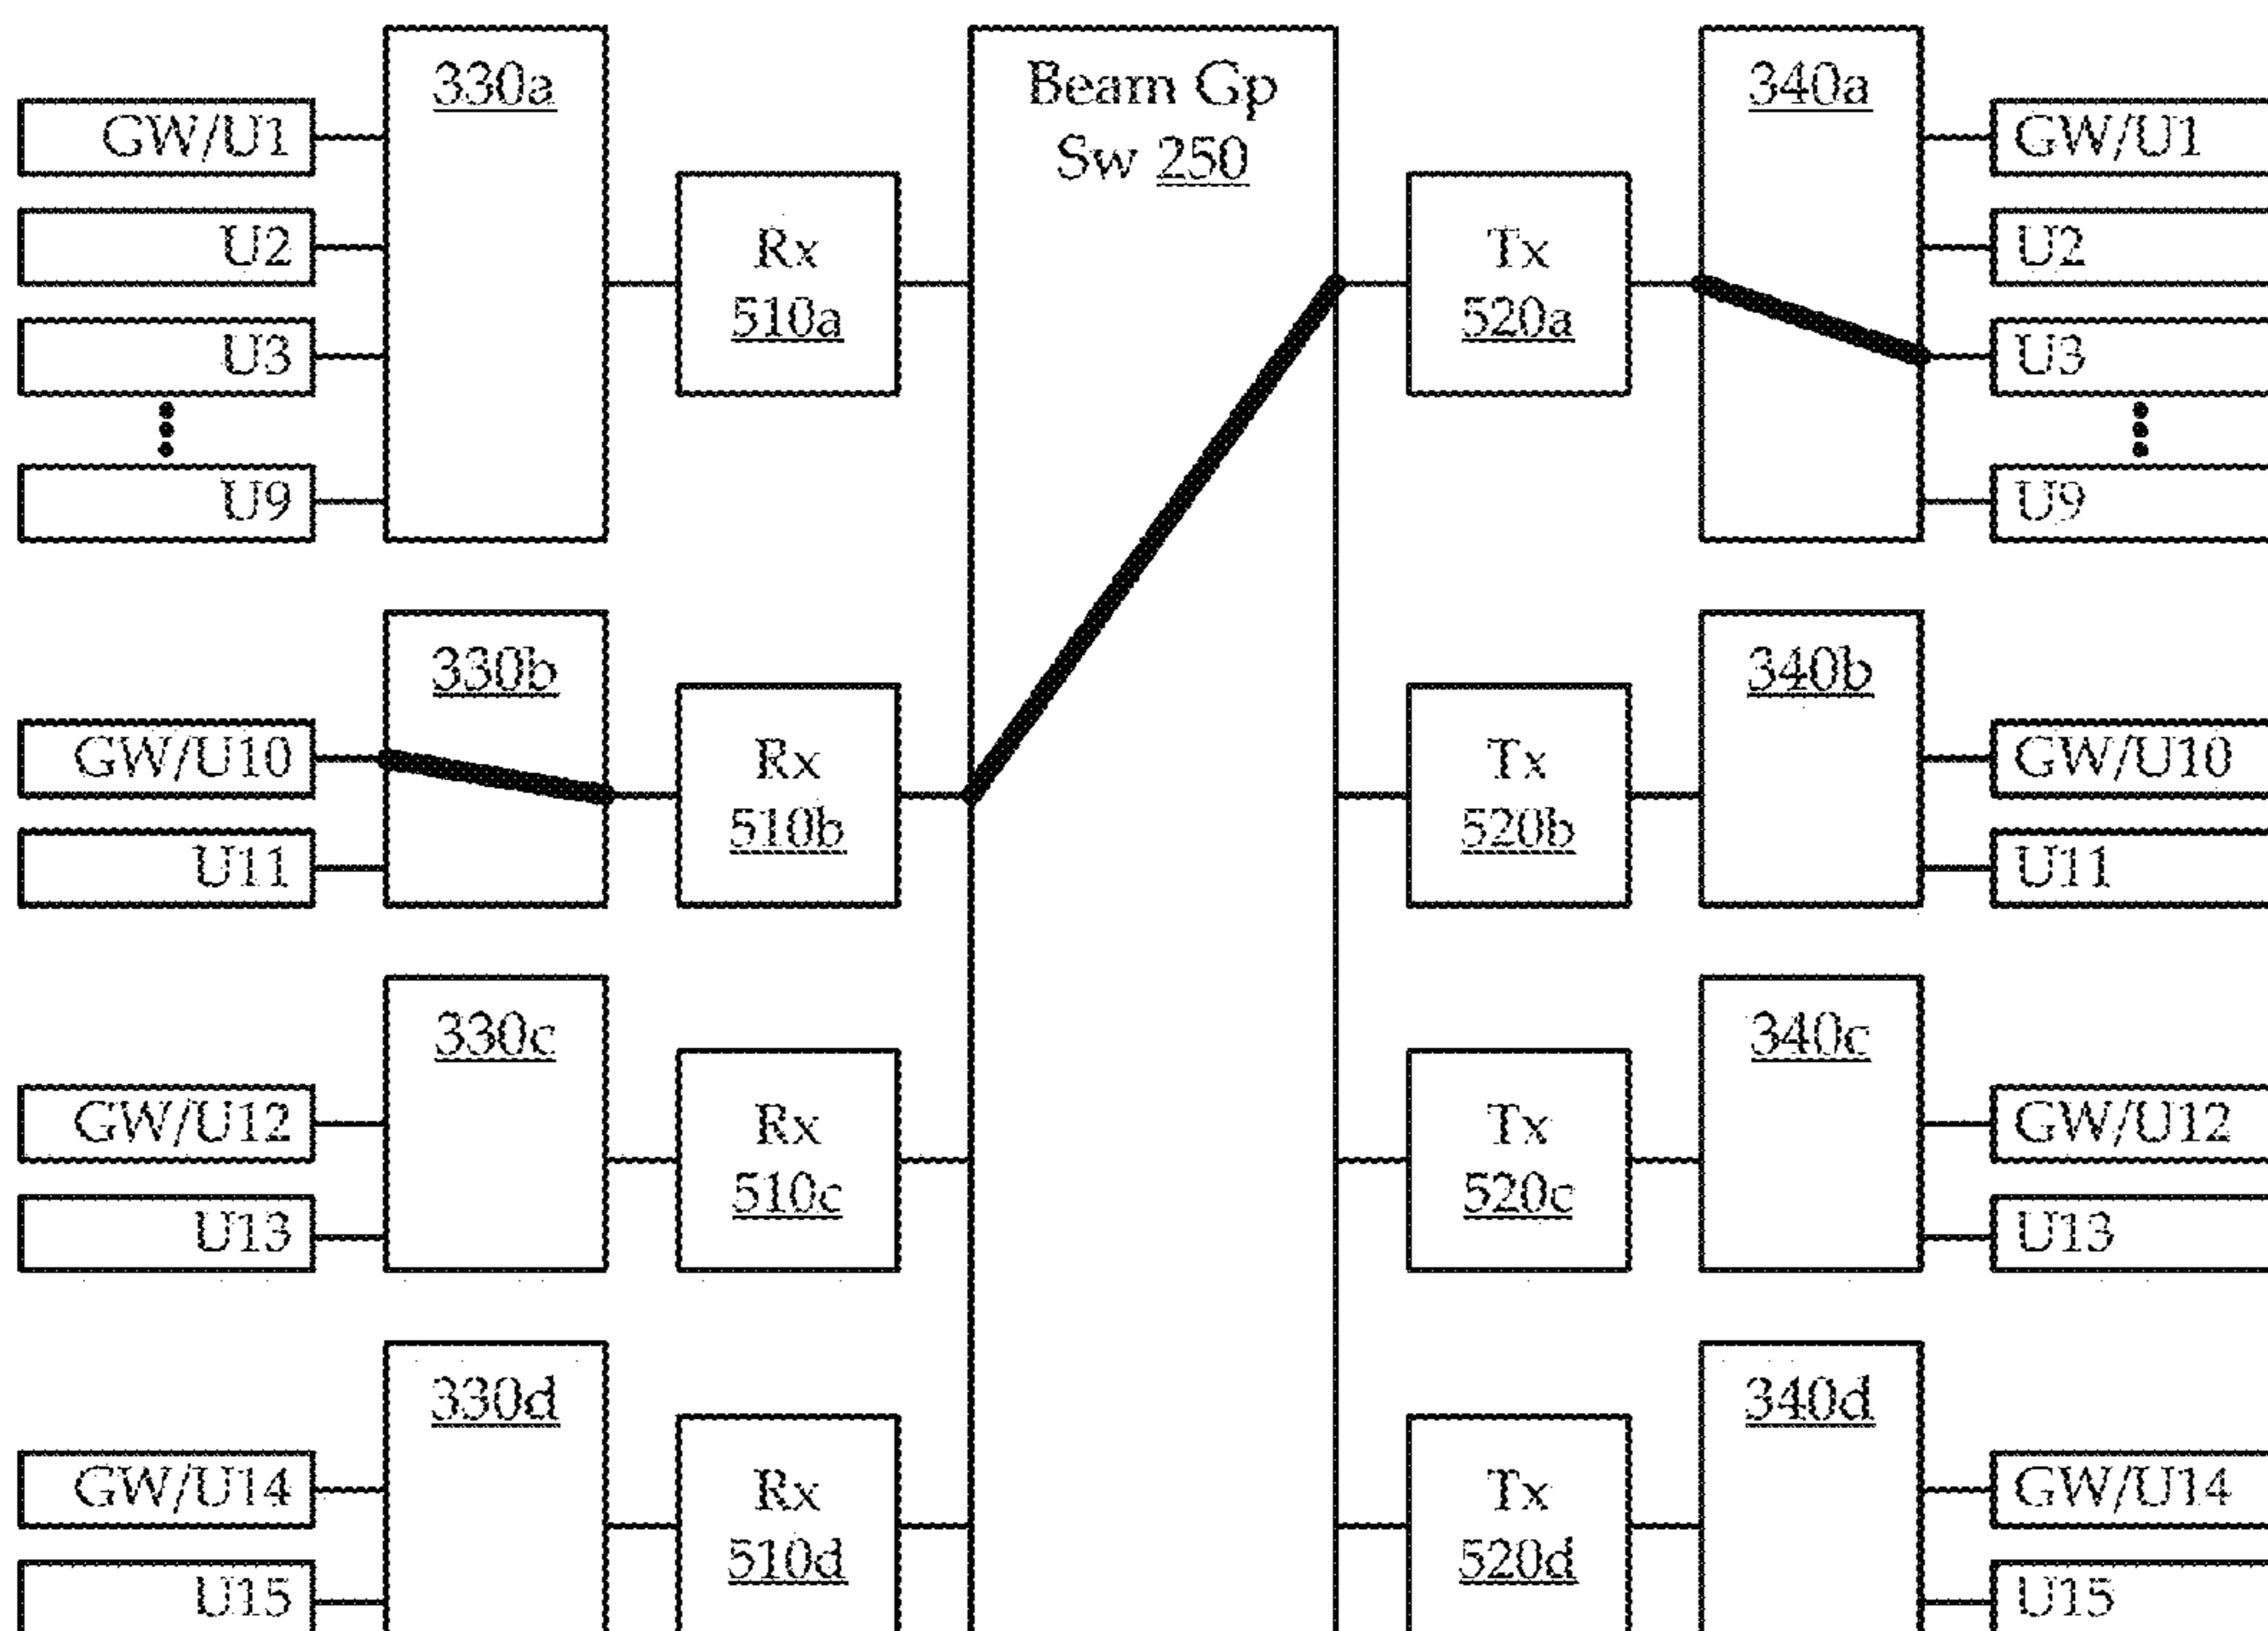 330a
GW/U1
U2
U3
U9
Rx
510a
Beam Gp
Sw 250
Tx
520a
340a
GW/U1
U2
U3
U9
330b
GW/U10
U11
Rx
510b
Tx
520b
340b
GW/U10
U11
330c
GW/U12
U13
Rx
510c
Tx
520c
340c
GW/U12
U13
330d
GW/U14
U15
Rx
510d
Tx
520d
340d
GW/U14
U15